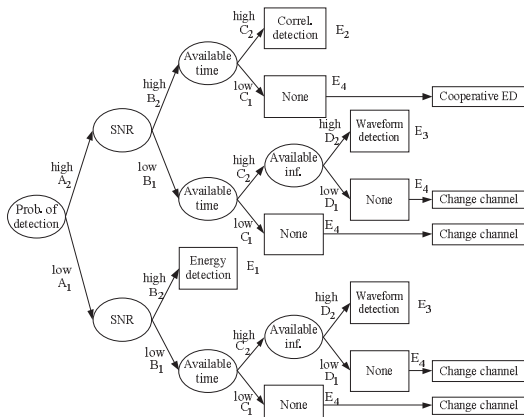 high
C2
Correl.
detection
E2
Available
time
high
B2
low
C1
None
E4
Cooperative ED
SNR
high
A2
low
B1
Available
time
high
C2
Available
inf.
high
D2
Waveform
detection
E3
low
D1
None
E4
Change channel
low
C1
None
E4
Change channel
Prob. of
detection
low
A1
SNR
high
B2
Energy
detection
E1
low
B1
Available
time
high
C2
Available
inf.
high
D2
Waveform
detection
E3
low
D1
None
E4
Change channel
low
C1
None
E4
Change channel